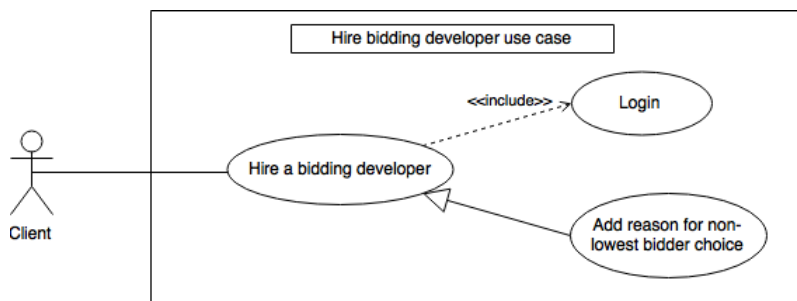 Hire bidding developer use case
<<include>>
Login
Hire a bidding developer
Add reason for non-
lowest bidder choice
Client